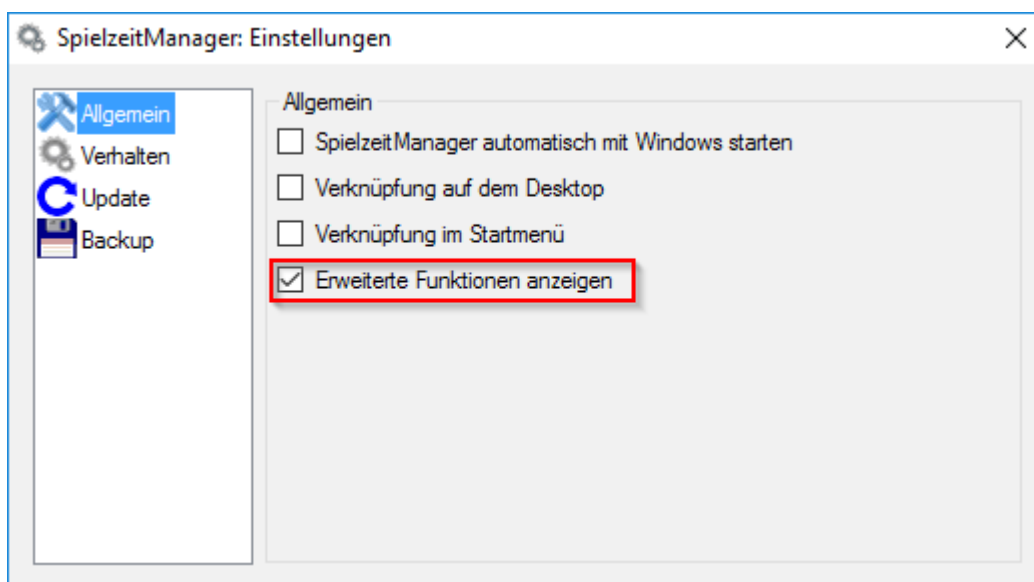 SpielzeitManager: Einstellungen
Allgemein
Verhalten
Update
Backup
Allgemein
SpielzeitManager automatisch mit Windows starten
Verknüpfung auf dem Desktop
Verknüpfung im Startmenü
Erweiterte Funktionen anzeigen